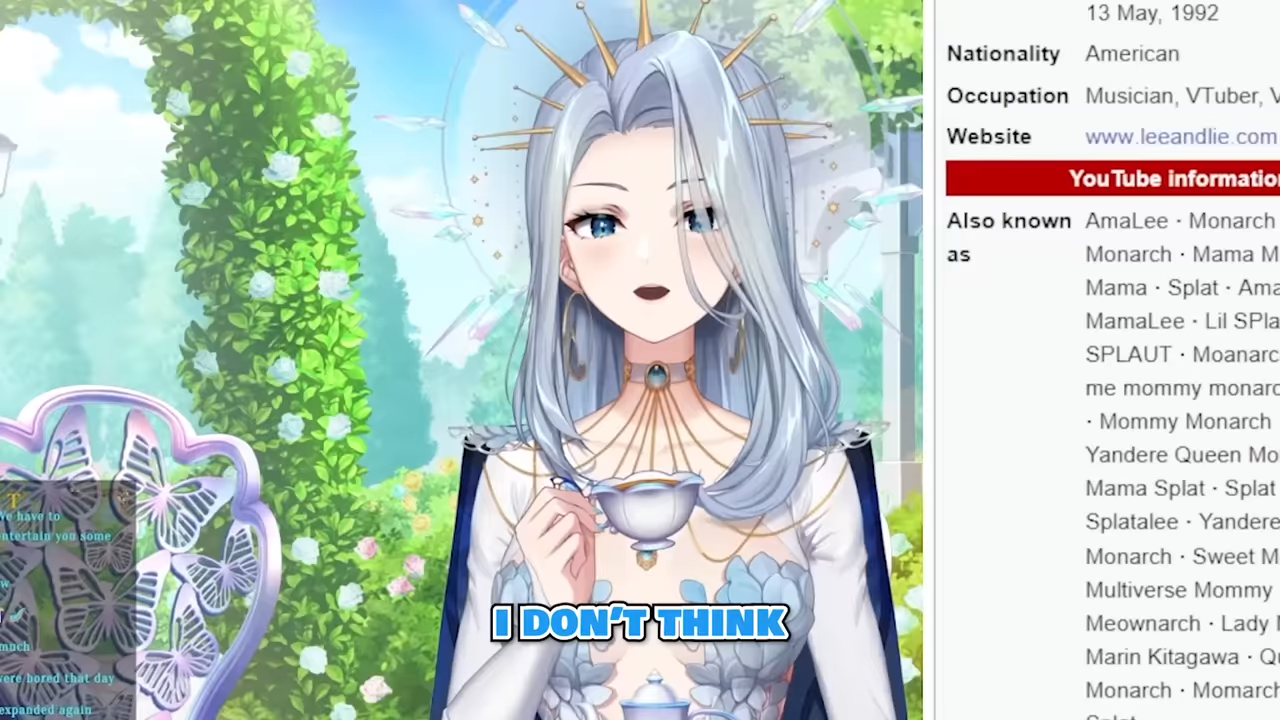 13 May, 1992
Nationality American
Occupation Musician, VTuber, V
Website www.leeandlie.com
YouTube informatio
Also known AmaLee · Monarch
as Monarch · Mama M
Mama · Splat · Ama
MamaLee · Lil SPla
SPLAUT · Moanarc
me mommy monarc
· Mommy Monarch
Yandere Queen Mo
Mama Splat · Splat
Splatalee · Yandere
Monarch · Sweet M
Multiverse Mommy
Meownarch · Lady M
Marin Kitagawa · Qu
Monarch · Momarch
Splat
I DON'T THINK
We have to
entertain you some
w
much
were bored that day
expanded again